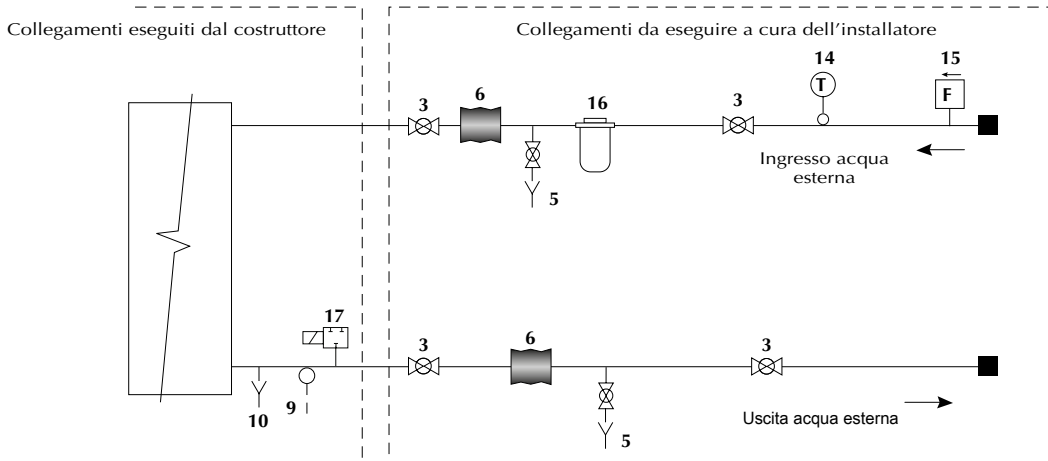 Collegamenti eseguiti dal costruttore
Collegamenti da eseguire a cura dell'installatore
14
15
3
6
16
3
T
F
Ingresso acqua
esterna
5
17
3
6
3
10
9
5
Uscita acqua esterna